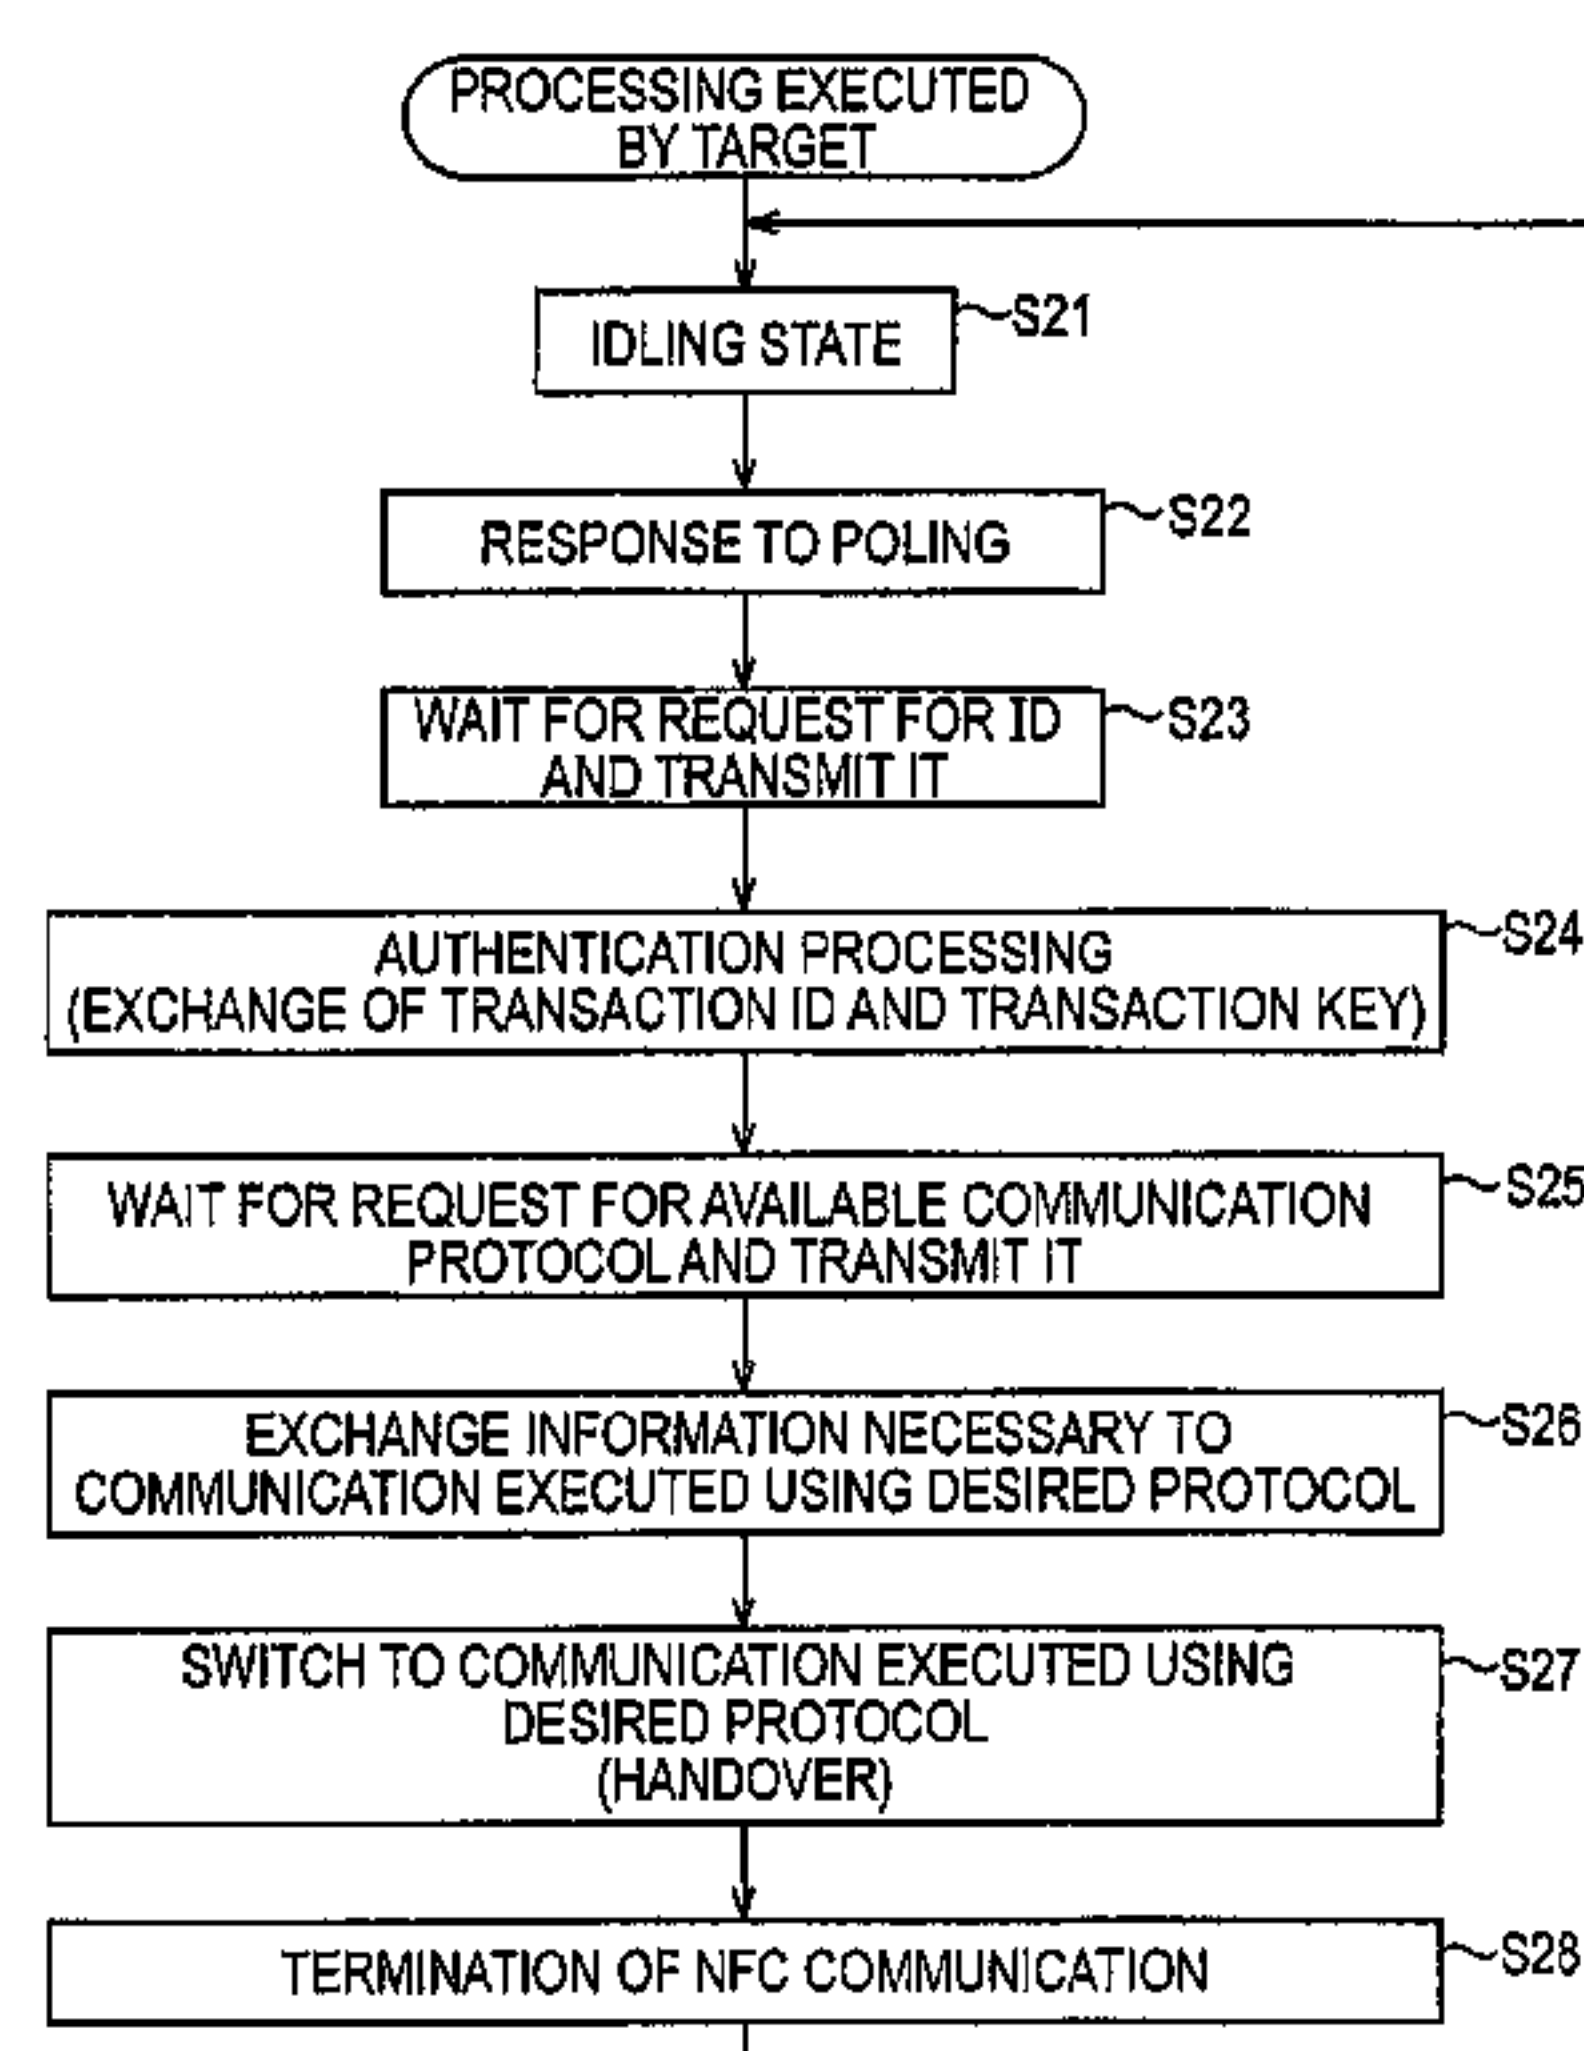 PROCESSING EXECUTED
BY TARGET
IDLING STATE
S21
RESPONSE TO POLING
S22
WAIT FOR REQUEST FOR ID
AND TRANSMIT IT
S23
AUTHENTICATION PROCESSING
(EXCHANGE OF TRANSACTION ID AND TRANSACTION KEY)
S24
WAIT FOR REQUEST FOR AVAILABLE COMMUNICATION
PROTOCOL AND TRANSMIT IT
S25
EXCHANGE INFORMATION NECESSARY TO
COMMUNICATION EXECUTED USING DESIRED PROTOCOL
S26
SWITCH TO COMMUNICATION EXECUTED USING
DESIRED PROTOCOL
(HANDOVER)
S27
TERMINATION OF NFC COMMUNICATION
S28